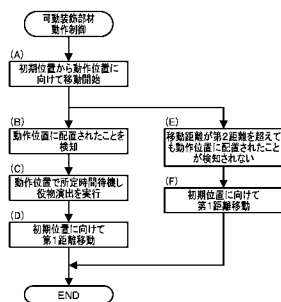 可動装飾部材
動作制御
(A)
初期位置から動作位置に
向けて移動開始
(B)
動作位置に配置されたことを
検知
(C)
動作位置で所定時間待機し
役物演出を実行
(D)
初期位置に向けて
第1距離移動
(E)
移動距離が第2距離を超えて
も動作位置に配置されたこと
が検知されない
(F)
初期位置に向けて
第1距離移動
END